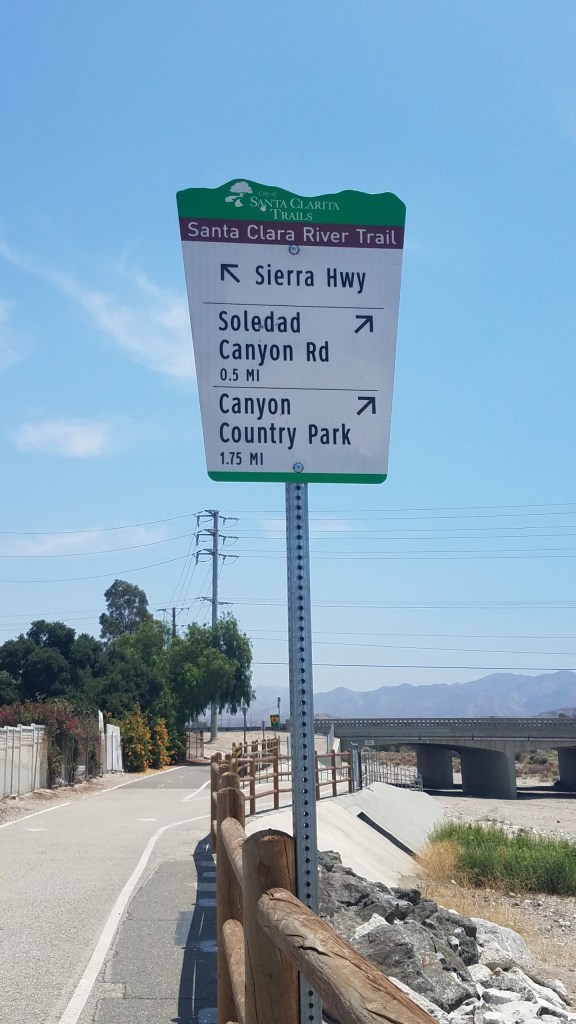 City of
SANTA CLARITA
TRAILS
Santa Clara River Trail
Sierra Hwy
Soledad
Canyon Rd
0.5 MI
Canyon
Country Park
1.75 MI